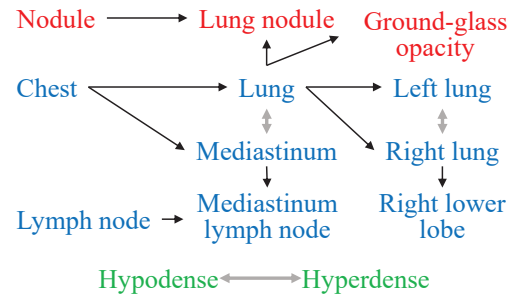 Nodule
Lung nodule
Ground-glass
opacity
Chest
Lung
Left lung
Mediastinum
Right lung
Lymph node
Mediastinum
lymph node
Right lower
lobe
Hypodense
Hyperdense